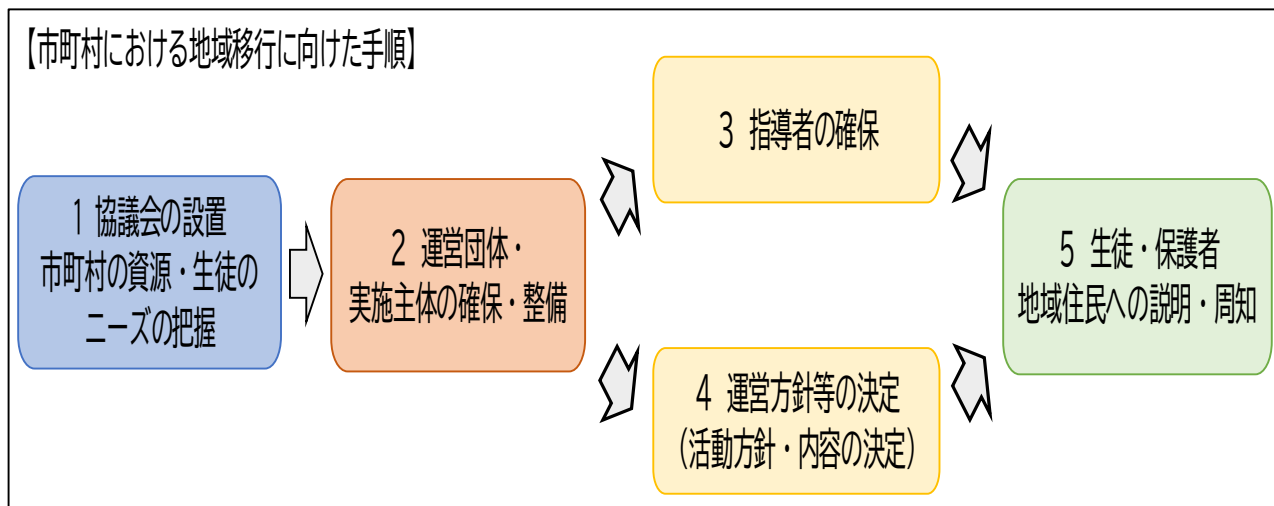 【市町村における地域移行に向けた手順】
1 協議会の設置
市町村の資源・生徒の
ニーズの把握
2 運営団体・
実施主体の確保・整備
3 指導者の確保
4 運営方針等の決定
（活動方針・内容の決定）
5 生徒・保護者
地域住民への説明・周知